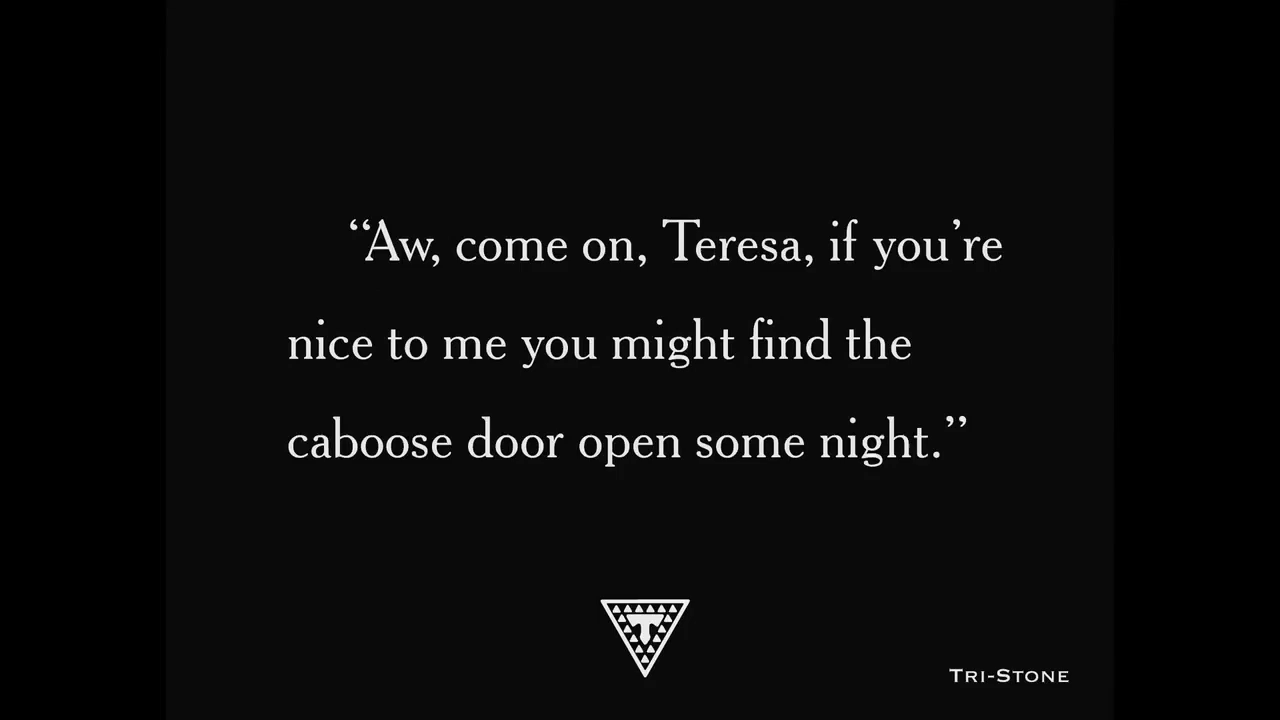 “Aw, come on, Teresa, if you’re
nice to me you might find the
caboose door open some night.”
T
TRI-STONE